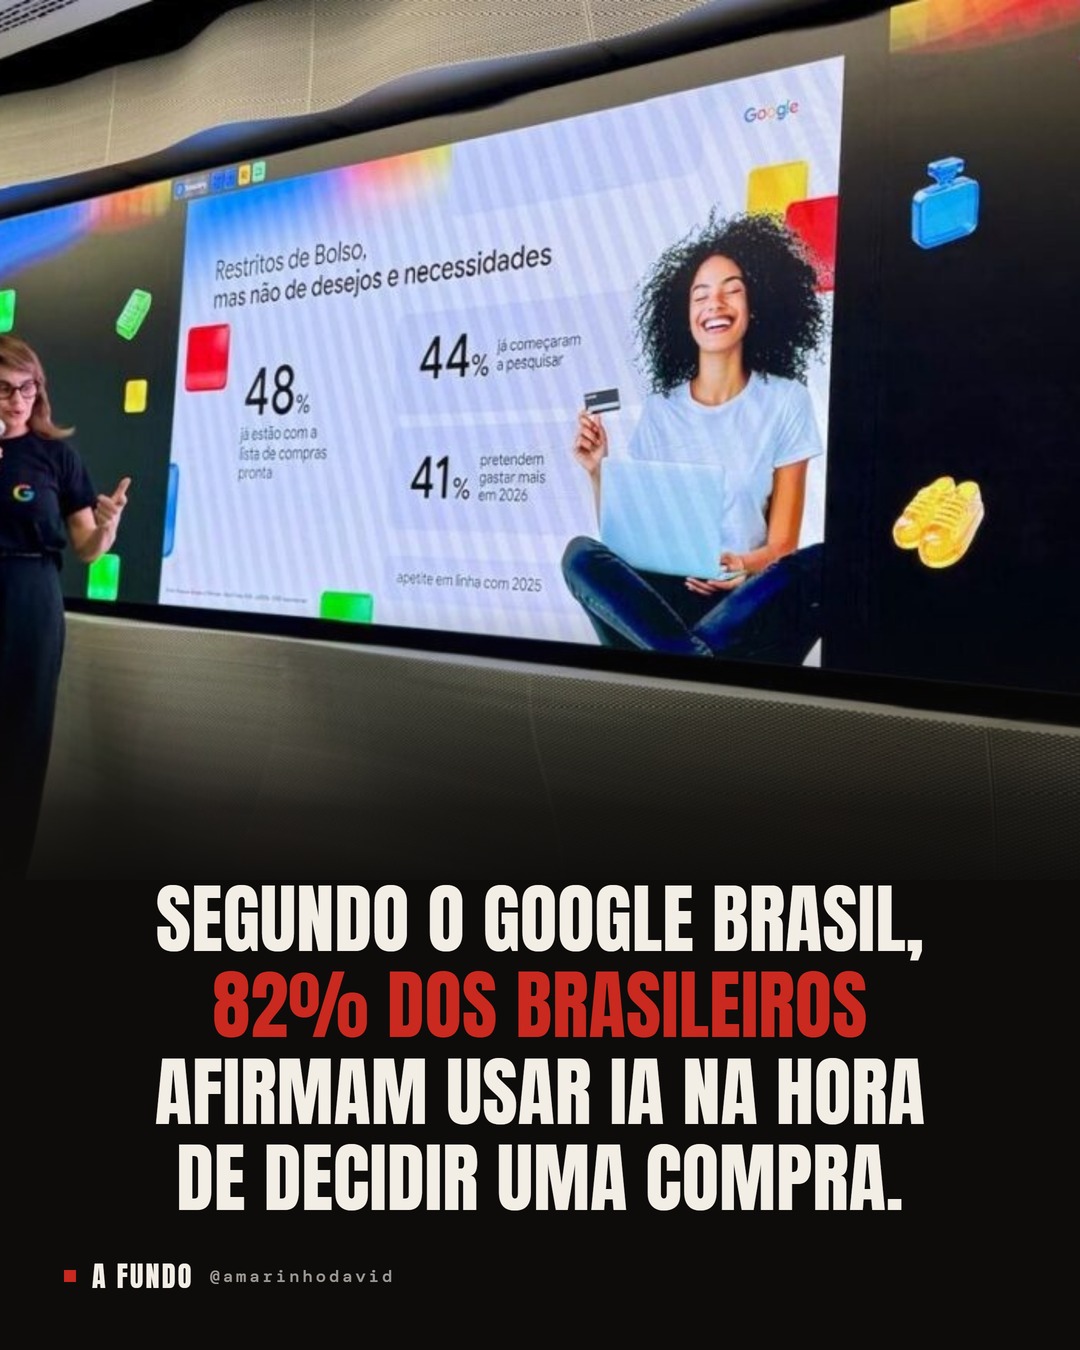 Google
Restritos de Bolso,
mas não de desejos e necessidades
48%
já estão com a
lista de compras
pronta
44% já começaram
a pesquisar
41% pretendem
gastar mais
em 2026
apetite em linha com 2025
G
SEGUNDO O GOOGLE BRASIL,
82% DOS BRASILEIROS
AFIRMAM USAR IA NA HORA
DE DECIDIR UMA COMPRA.
A FUNDO @amarinhodavid